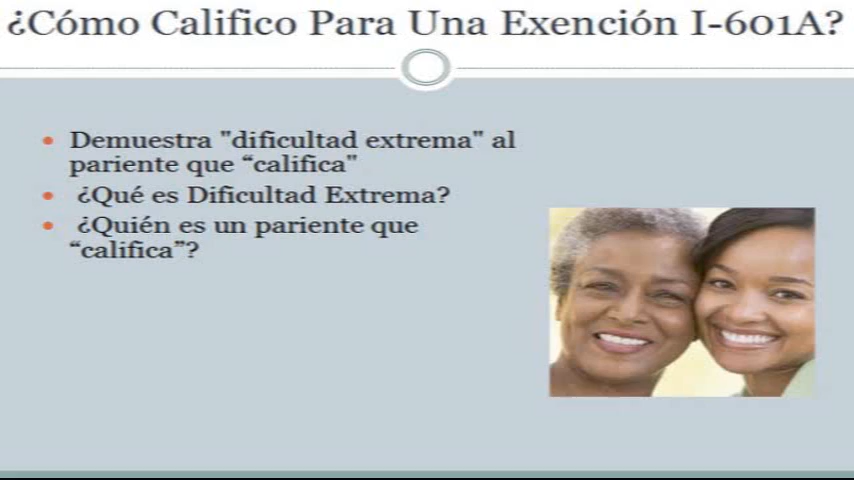 ¿Cómo Califico Para Una Exención I-601A?
Demuestra "dificultad extrema" al
pariente que “califica"
¿Qué es Dificultad Extrema?
¿Quién es un pariente que
“califica”?